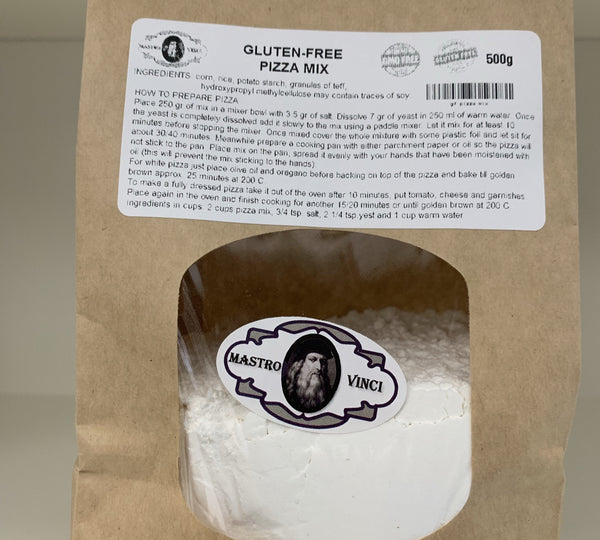 MASTRO VINCI
GLUTEN-FREE
PIZZA MIX
GMO FREE
GLUTEN FREE
500g
INGREDIENTS: corn, rice, potato starch, granules of teff,
hydroxypropyl methylcellulose may contain traces of soy.
gf pizza mix
HOW TO PREPARE PIZZA
Place 250 gr of mix in a mixer bowl with 3.5 gr of salt. Dissolve 7 gr of yeast in 250 ml of warm water. Once
the yeast is completely dissolved add it slowly to the mix using a paddle mixer. Let it mix for at least 10
minutes before stopping the mixer. Once mixed cover the whole mixture with some plastic foil and let sit for
about 30/40 minutes. Meanwhile prepare a cooking pan with either parchment paper or oil so the pizza will
not stick to the pan. Place mix on the pan, spread it evenly with your hands that have been moistened with
oil (this will prevent the mix sticking to the hands).
For white pizza just place olive oil and oregano before backing on top of the pizza and bake till golden
brown approx. 25 minutes at 200 C
To make a fully dressed pizza take it out of the oven after 10 minutes, put tomato, cheese and garnishes
Place again in the oven and finish cooking for another 15/20 minutes or until golden brown at 200 C
Ingredients in cups: 2 cups pizza mix, 3/4 tsp. salt, 2 1/4 tsp yest and 1 cup warm water
MASTRO
VINCI